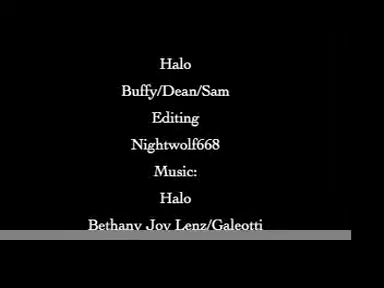 Halo
Buffy/Dean/Sam
Editing
Nightwolf668
Music:
Halo
Bethany Joy Lenz/Galeotti